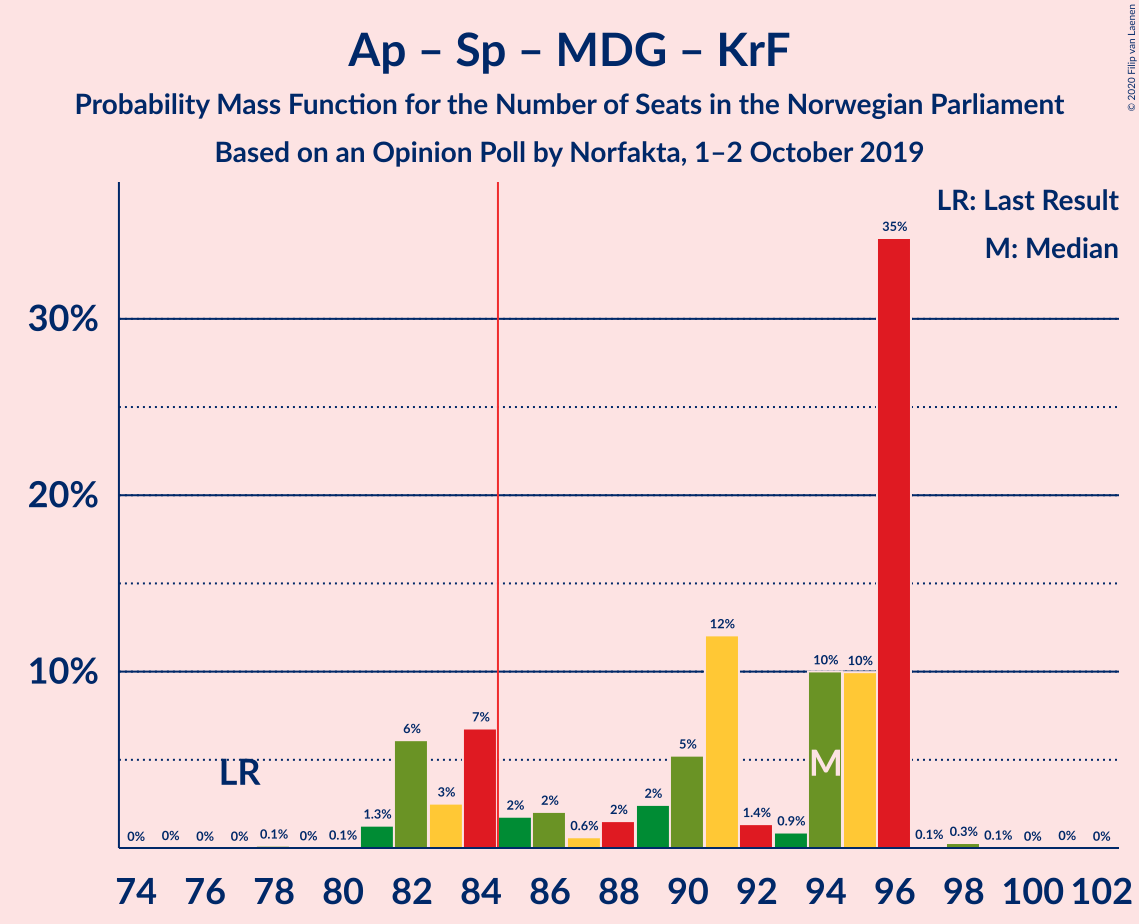 Ap – Sp – MDG – KrF
Probability Mass Function for the Number of Seats in the Norwegian Parliament
Based on an Opinion Poll by Norfakta, 1–2 October 2019
© 2020 Filip van Laenen
LR: Last Result
M: Median
30%
20%
10%
LR
M
0% 0% 0% 0% 0.1% 0% 0.1% 1.3% 6% 3% 7% 2% 2% 0.6% 2% 2% 5% 12% 1.4% 0.9% 10% 10% 35% 0.1% 0.3% 0.1% 0% 0% 0%
74 76 78 80 82 84 86 88 90 92 94 96 98 100 102